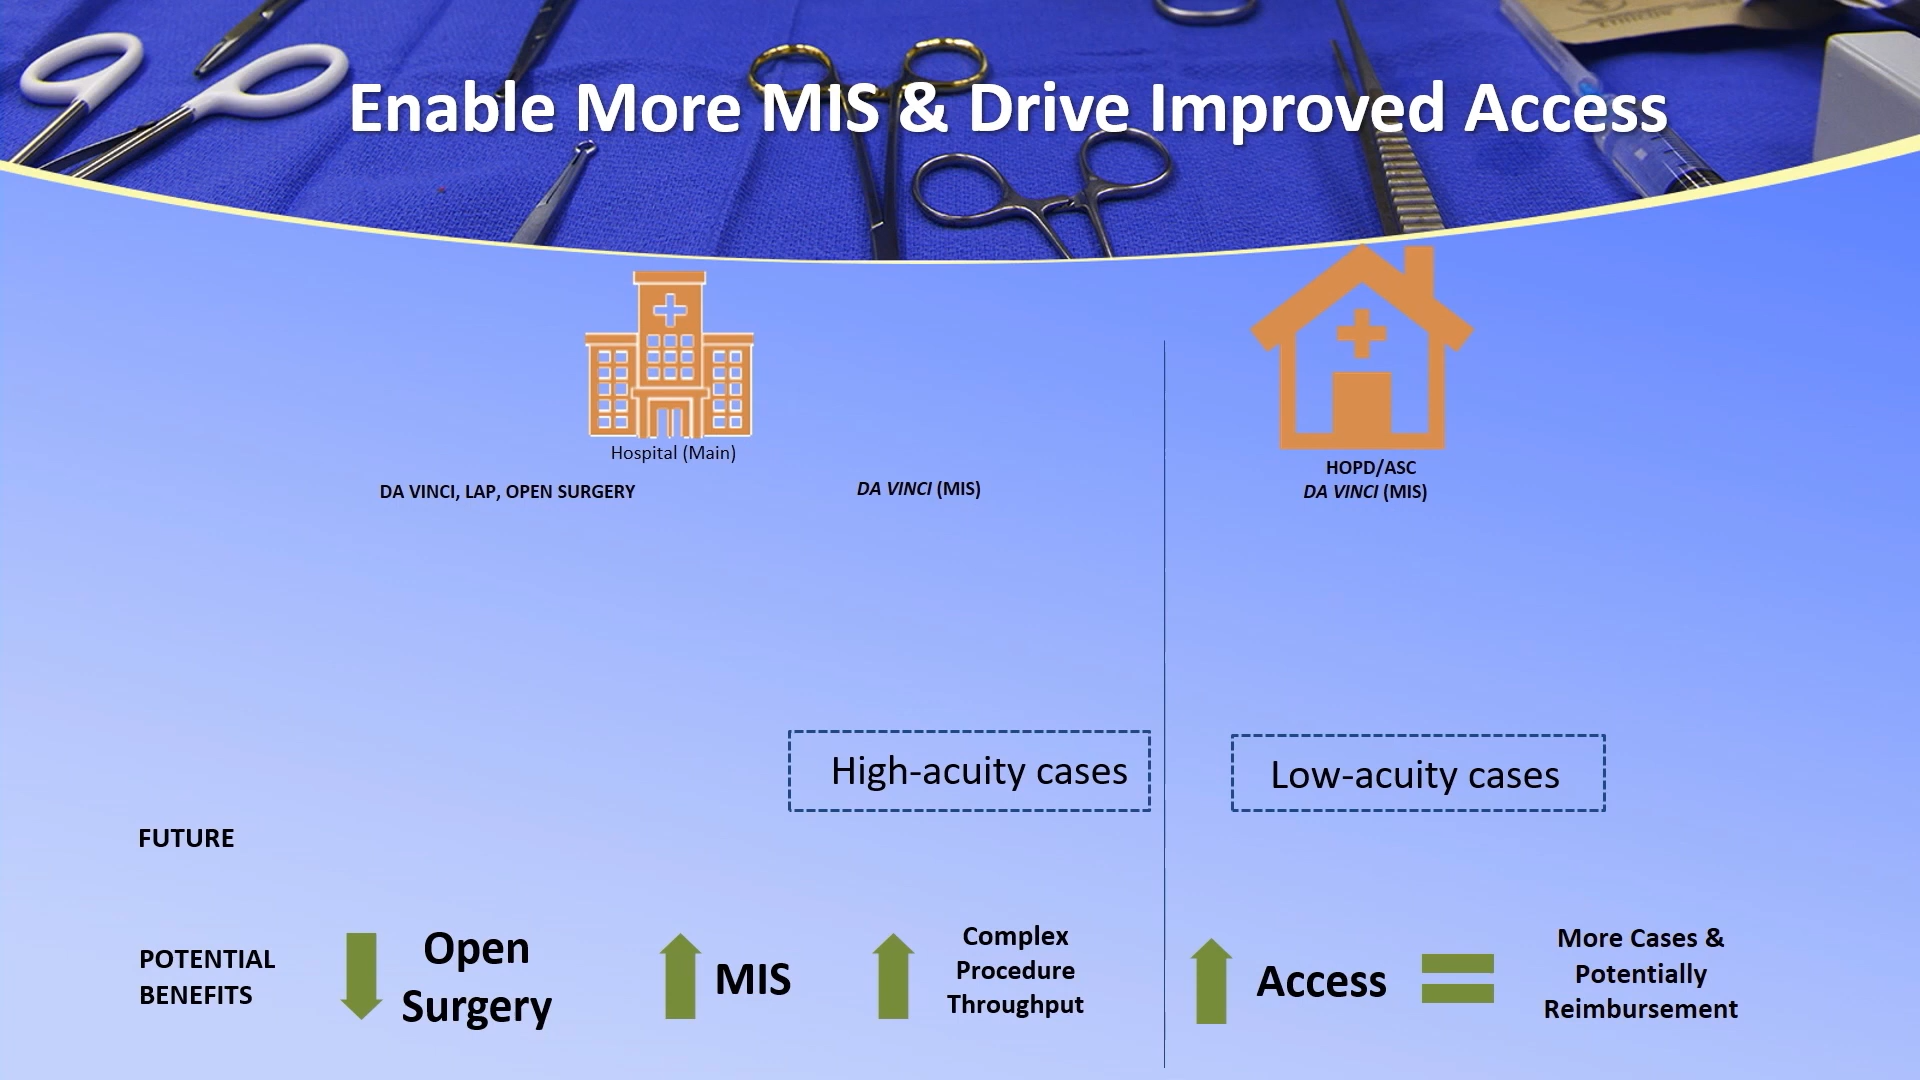 Enable More MIS & Drive Improved Access
Hospital (Main)
DA VINCI, LAP, OPEN SURGERY
DA VINCI (MIS)
HOPD/ASC
DA VINCI (MIS)
High-acuity cases
Low-acuity cases
FUTURE
POTENTIAL
BENEFITS
Open
Surgery
MIS
Complex
Procedure
Throughput
Access
More Cases &
Potentially
Reimbursement